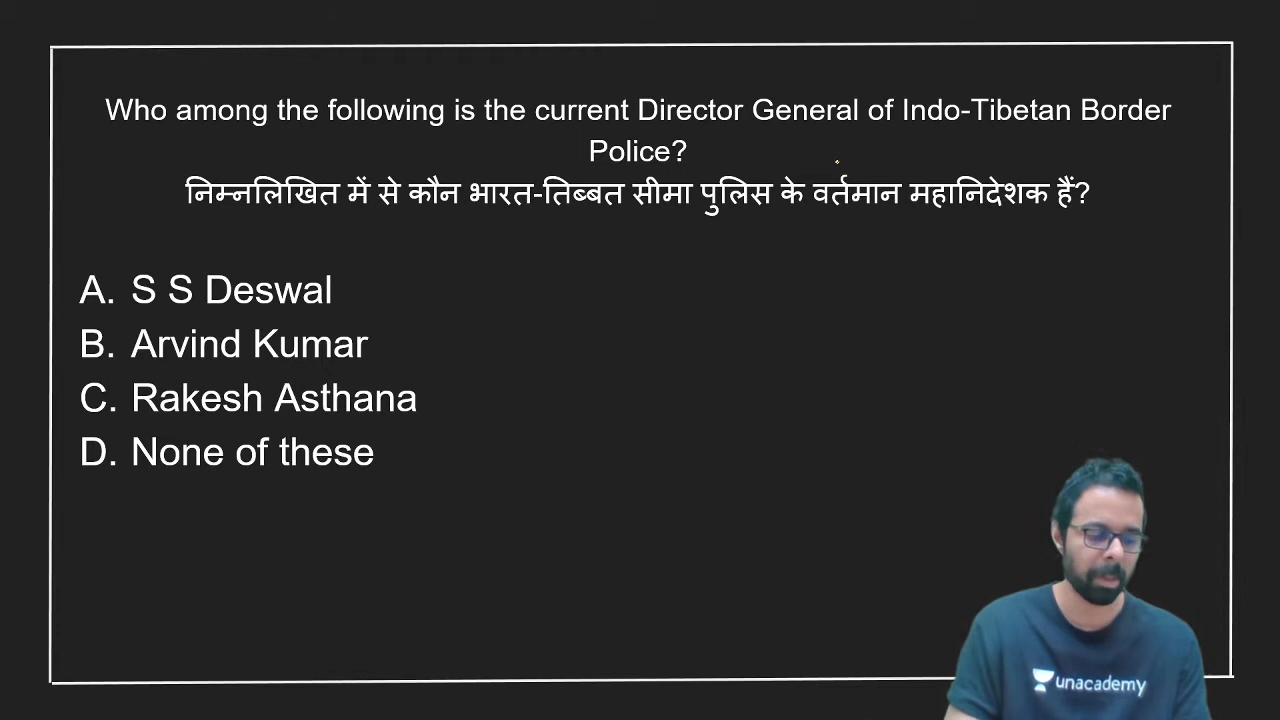 Who among the following is the current Director General of Indo-Tibetan Border
Police?
निम्नलिखित में से कौन भारत-तिब्बत सीमा पुलिस के वर्तमान महानिदेशक हैं?
A. S S Deswal
B. Arvind Kumar
C. Rakesh Asthana
D. None of these
unacademy